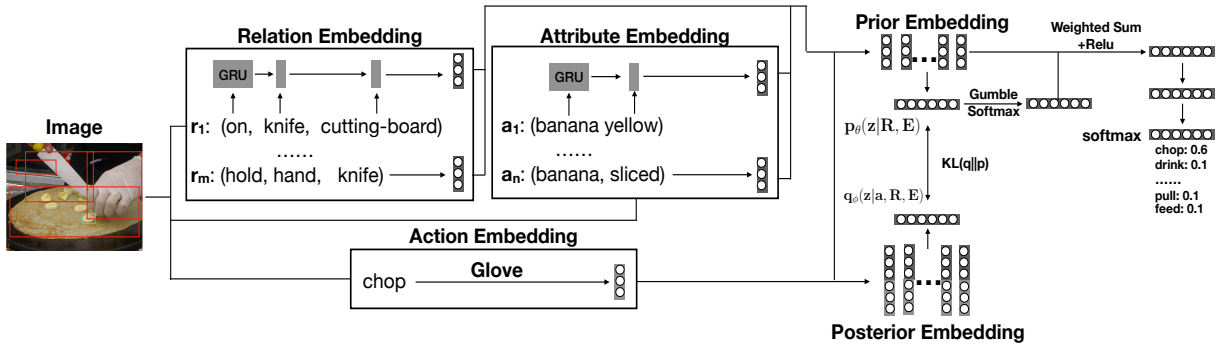 Image
Relation Embedding
GRU
r1: (on, knife, cutting-board)
......
rm: (hold, hand, knife)
Attribute Embedding
GRU
a1: (banana yellow)
......
an: (banana, sliced)
Action Embedding
chop
Glove
Prior Embedding
Gumble
Softmax
pθ(z|R, E)
KL(q||p)
qφ(z|a, R, E)
Posterior Embedding
Weighted Sum
+Relu
softmax
chop: 0.6
drink: 0.1
......
pull: 0.1
feed: 0.1